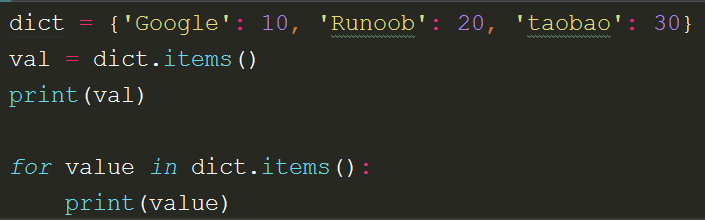 dict = {'Google': 10, 'Runoob': 20, 'taobao': 30}
val = dict.items()
print(val)
for value in dict.items():
    print(value)